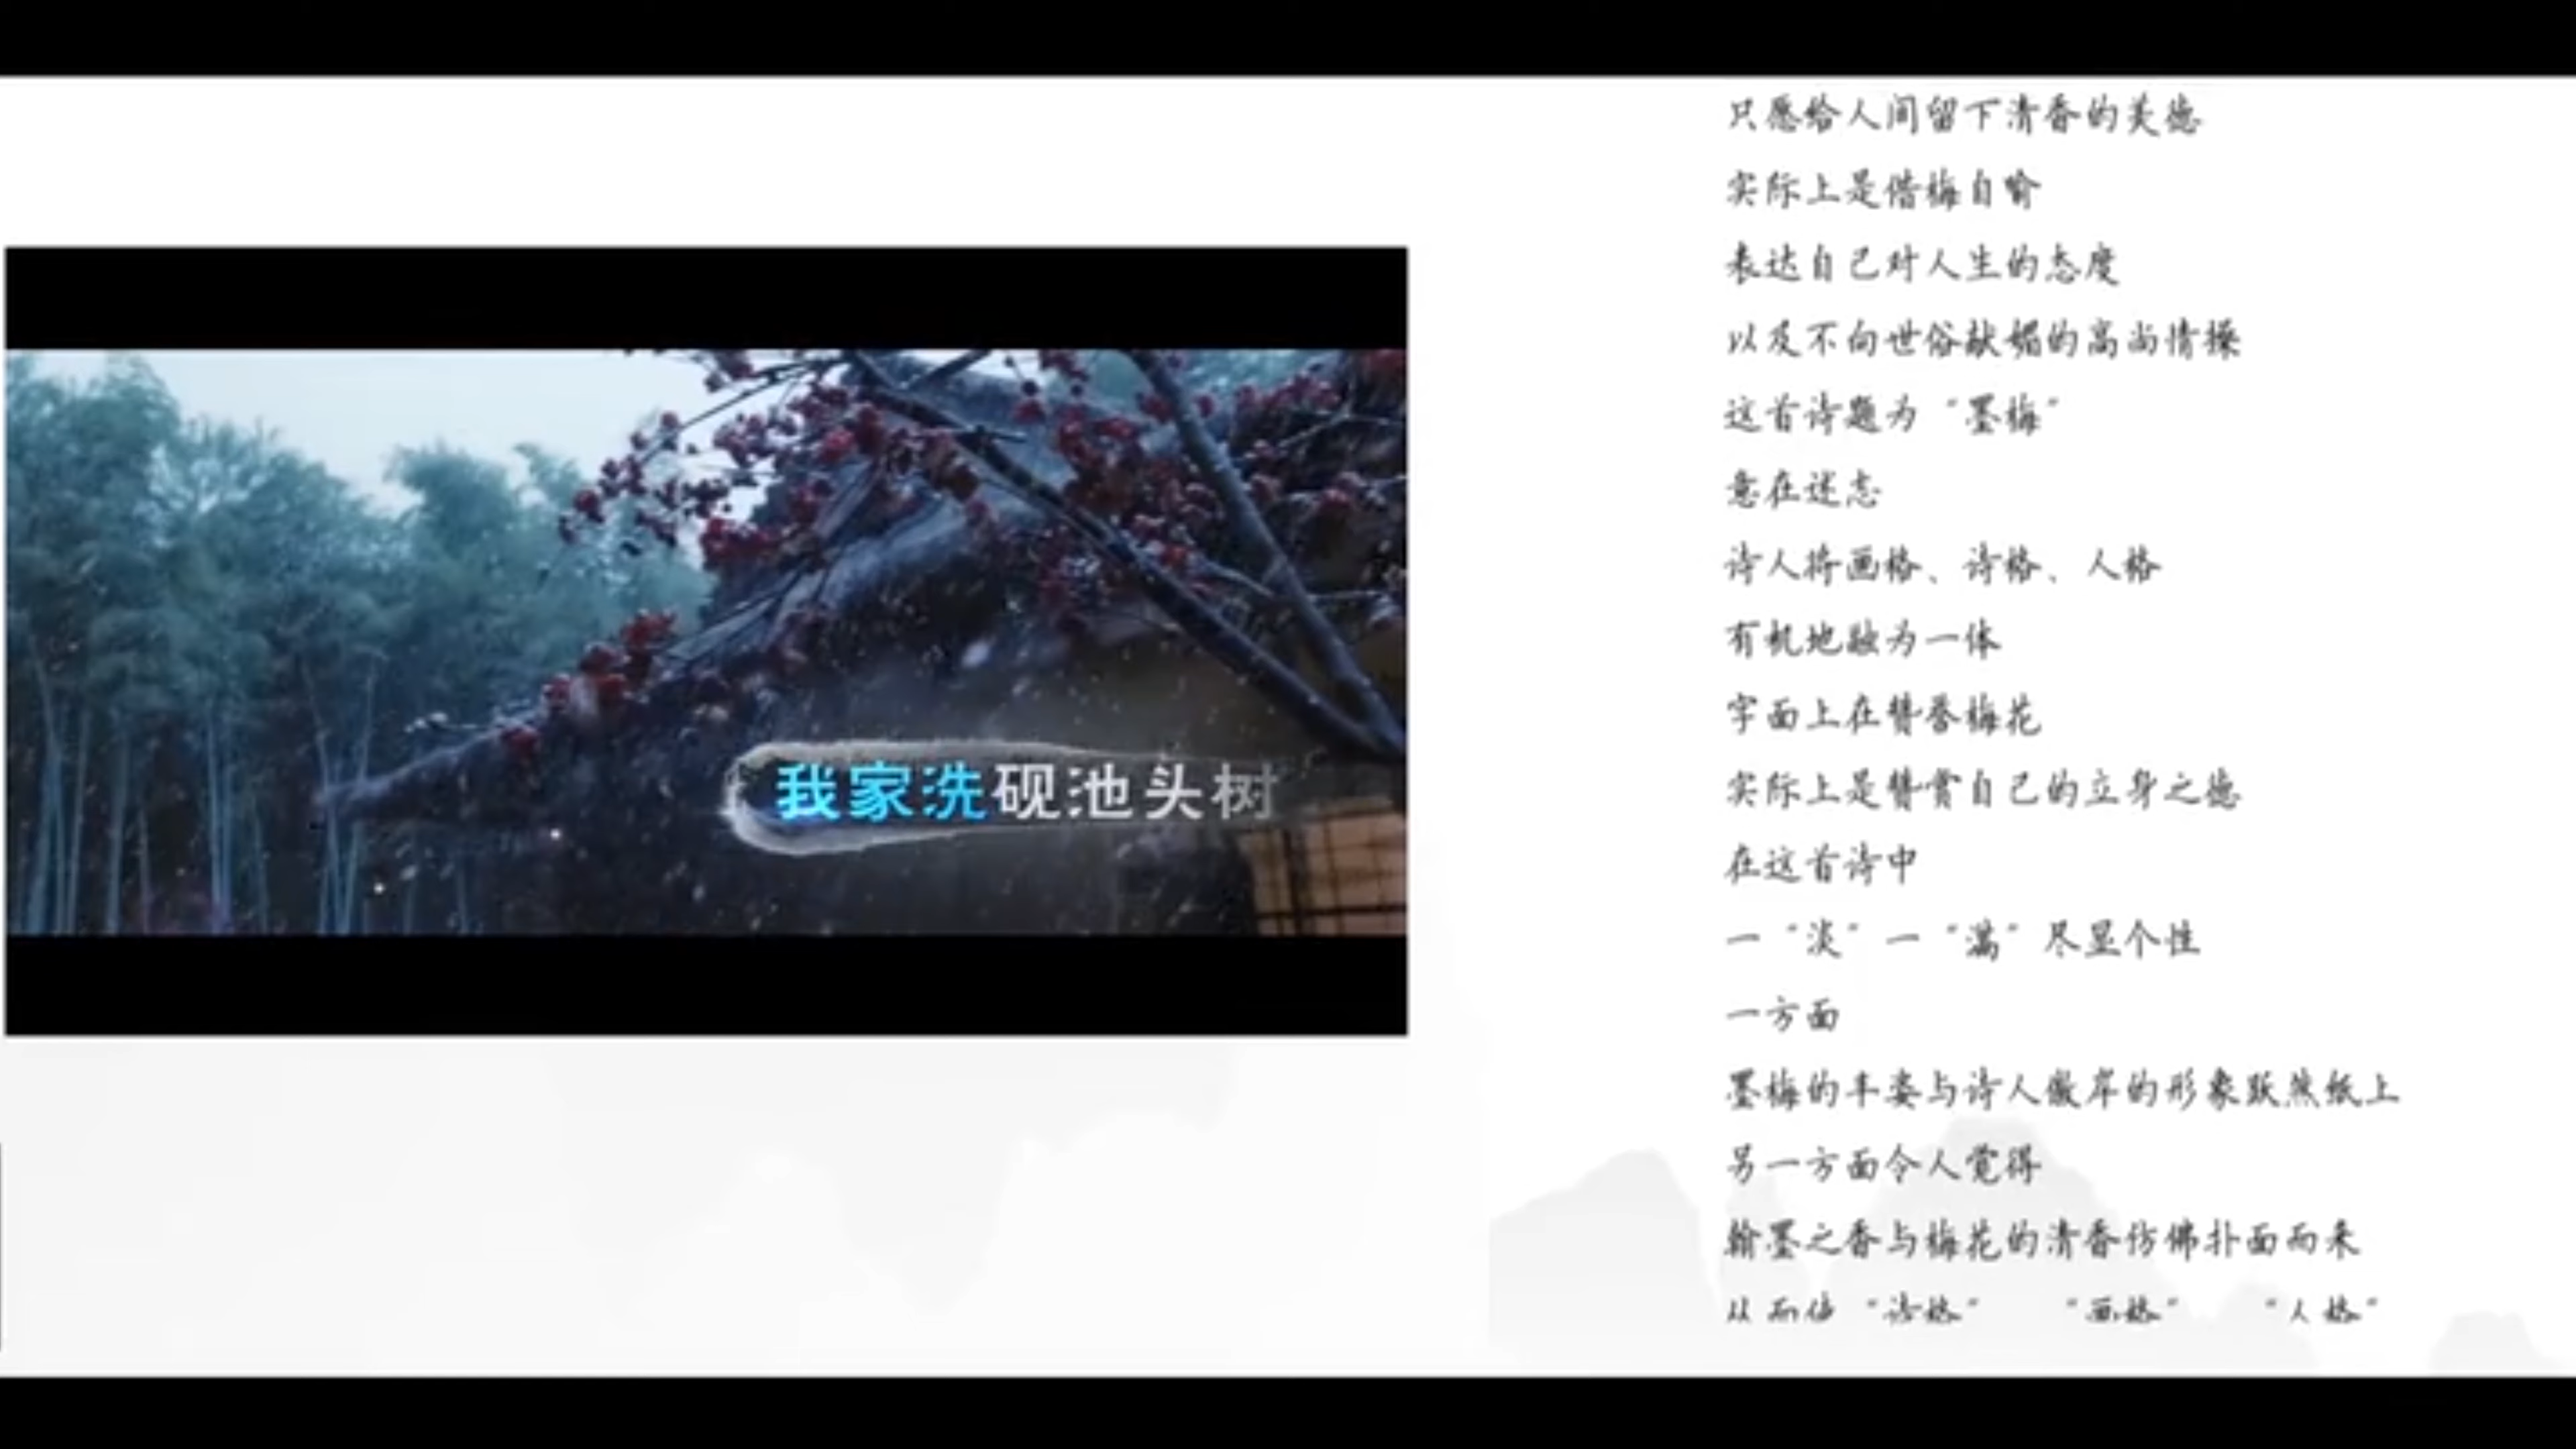 我家洗砚池头树
只愿给人间留下清香的美德
实际上是借梅自喻
表达自己对人生的态度
以及不向世俗献媚的高尚情操
这首诗题为“墨梅”
意在述志
诗人将画格、诗格、人格
有机地融为一体
字面上在赞誉梅花
实际上是赞赏自己的立身之德
在这首诗中
一“淡”一“满”尽显个性
一方面
墨梅的丰姿与诗人傲岸的形象跃然纸上
另一方面令人觉得
翰墨之香与梅花的清香仿佛扑面而来
从而使“诗格” “画格” “人格”